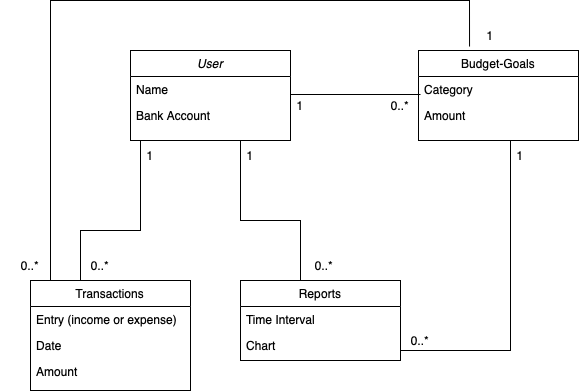 1
User
Name
Bank Account
Budget-Goals
Category
Amount
1
0..*
1
1
1
0..*
0..*
0..*
Transactions
Entry (income or expense)
Date
Amount
Reports
Time Interval
Chart
0..*